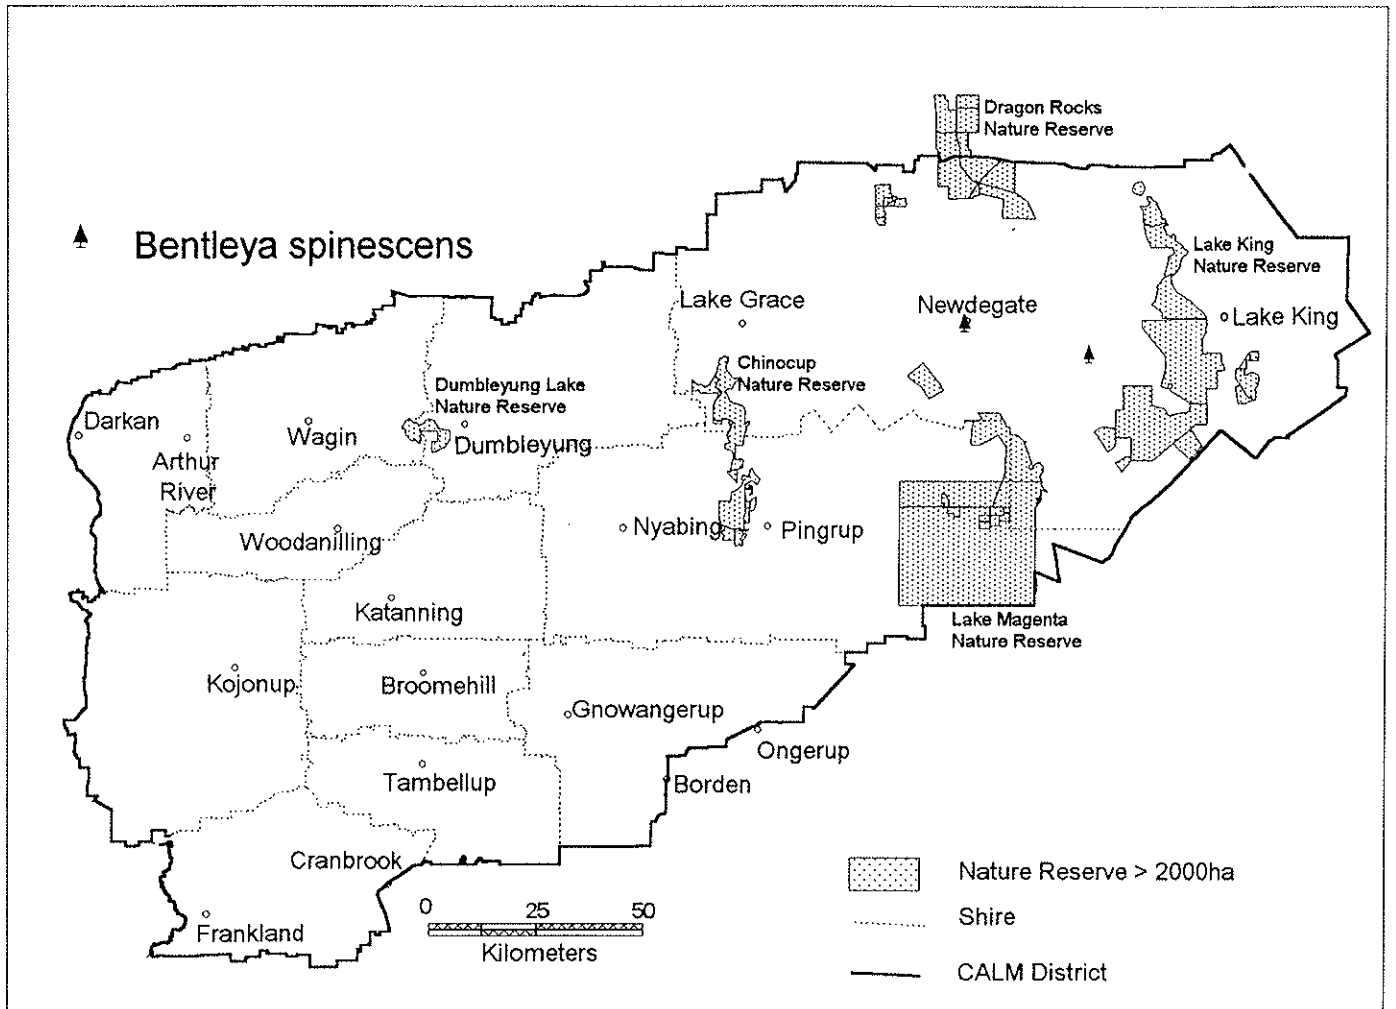 Dragon Rocks
Nature Reserve
Bentleya spinescens
Lake King
Nature Reserve
Lake Grace
Newdegate
Lake King
Chinocup
Nature Reserve
Dumbleyung Lake
Nature Reserve
Darkan
Wagin
Dumbleyung
Arthur
River
Woodanilling
Nyabing
Pingrup
Katanning
Lake Magenta
Nature Reserve
Kojonup
Broomehill
Gnowangerup
Ongerup
Tambellup
Borden
Cranbrook
Nature Reserve > 2000ha
0 25 50
Shire
Frankland
Kilometers
CALM District